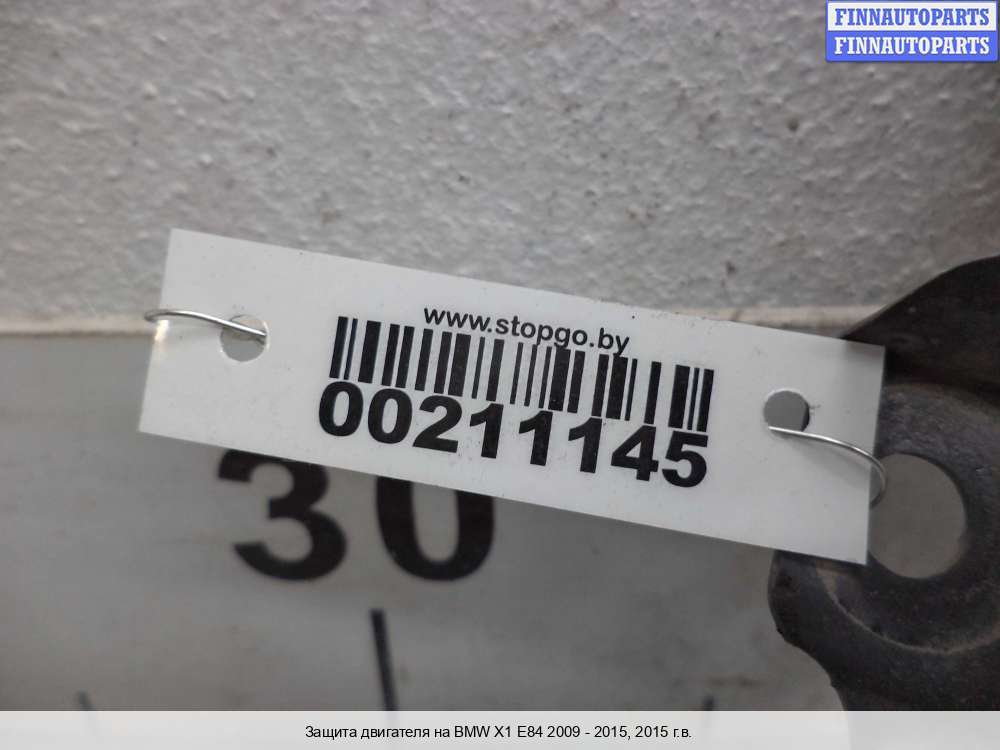 FINNAUTOPARTS
FINNAUTOPARTS
www.stopgo.by
00211145
30
Защита двигателя на BMW X1 E84 2009 - 2015, 2015 г.в.